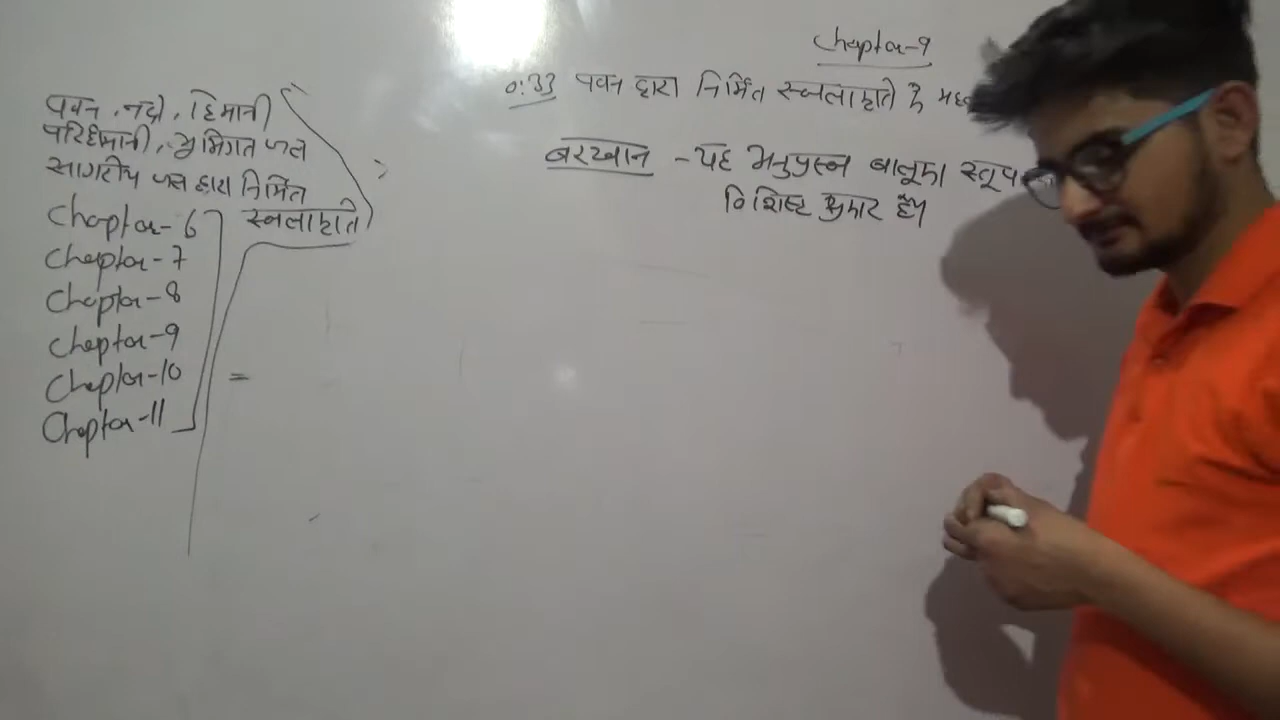 पवन, नदी, हिमानी
परिहिमानी, भूमिगत जल
सागरीय जल द्वारा निर्मित
स्थलाकृति
Chapter-6
Chapter-7
Chapter-8
Chapter-9
Chapter-10
Chapter-11
=
Chapter-9
0:33 पवन द्वारा निर्मित स्थलाकृति
बरखान - यह अनुप्रस्थ बालुका स्तूप
विशिष्ट प्रकार है।